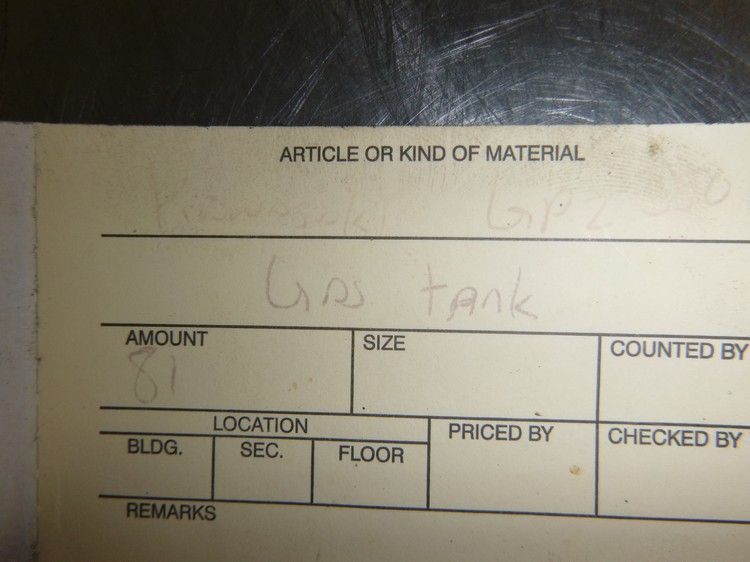 ARTICLE OR KIND OF MATERIAL
Kawasaki GPz
GAS tANK
AMOUNT SIZE COUNTED BY
81
LOCATION PRICED BY CHECKED BY
BLDG. SEC. FLOOR
REMARKS